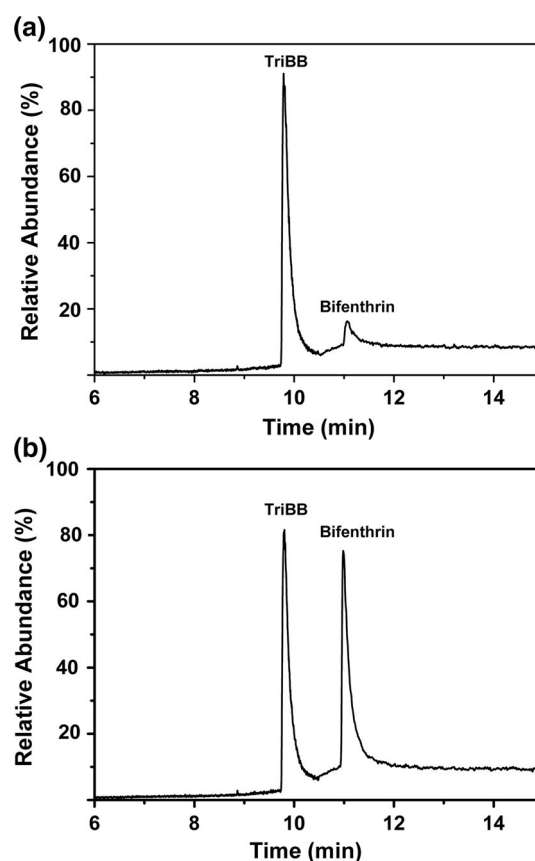 (a)
100
TriBB
80
60
40
Bifenthrin
20
Relative Abundance (%)
6 8 10 12 14
Time (min)
(b)
100
TriBB
Bifenthrin
80
60
40
20
Relative Abundance (%)
6 8 10 12 14
Time (min)